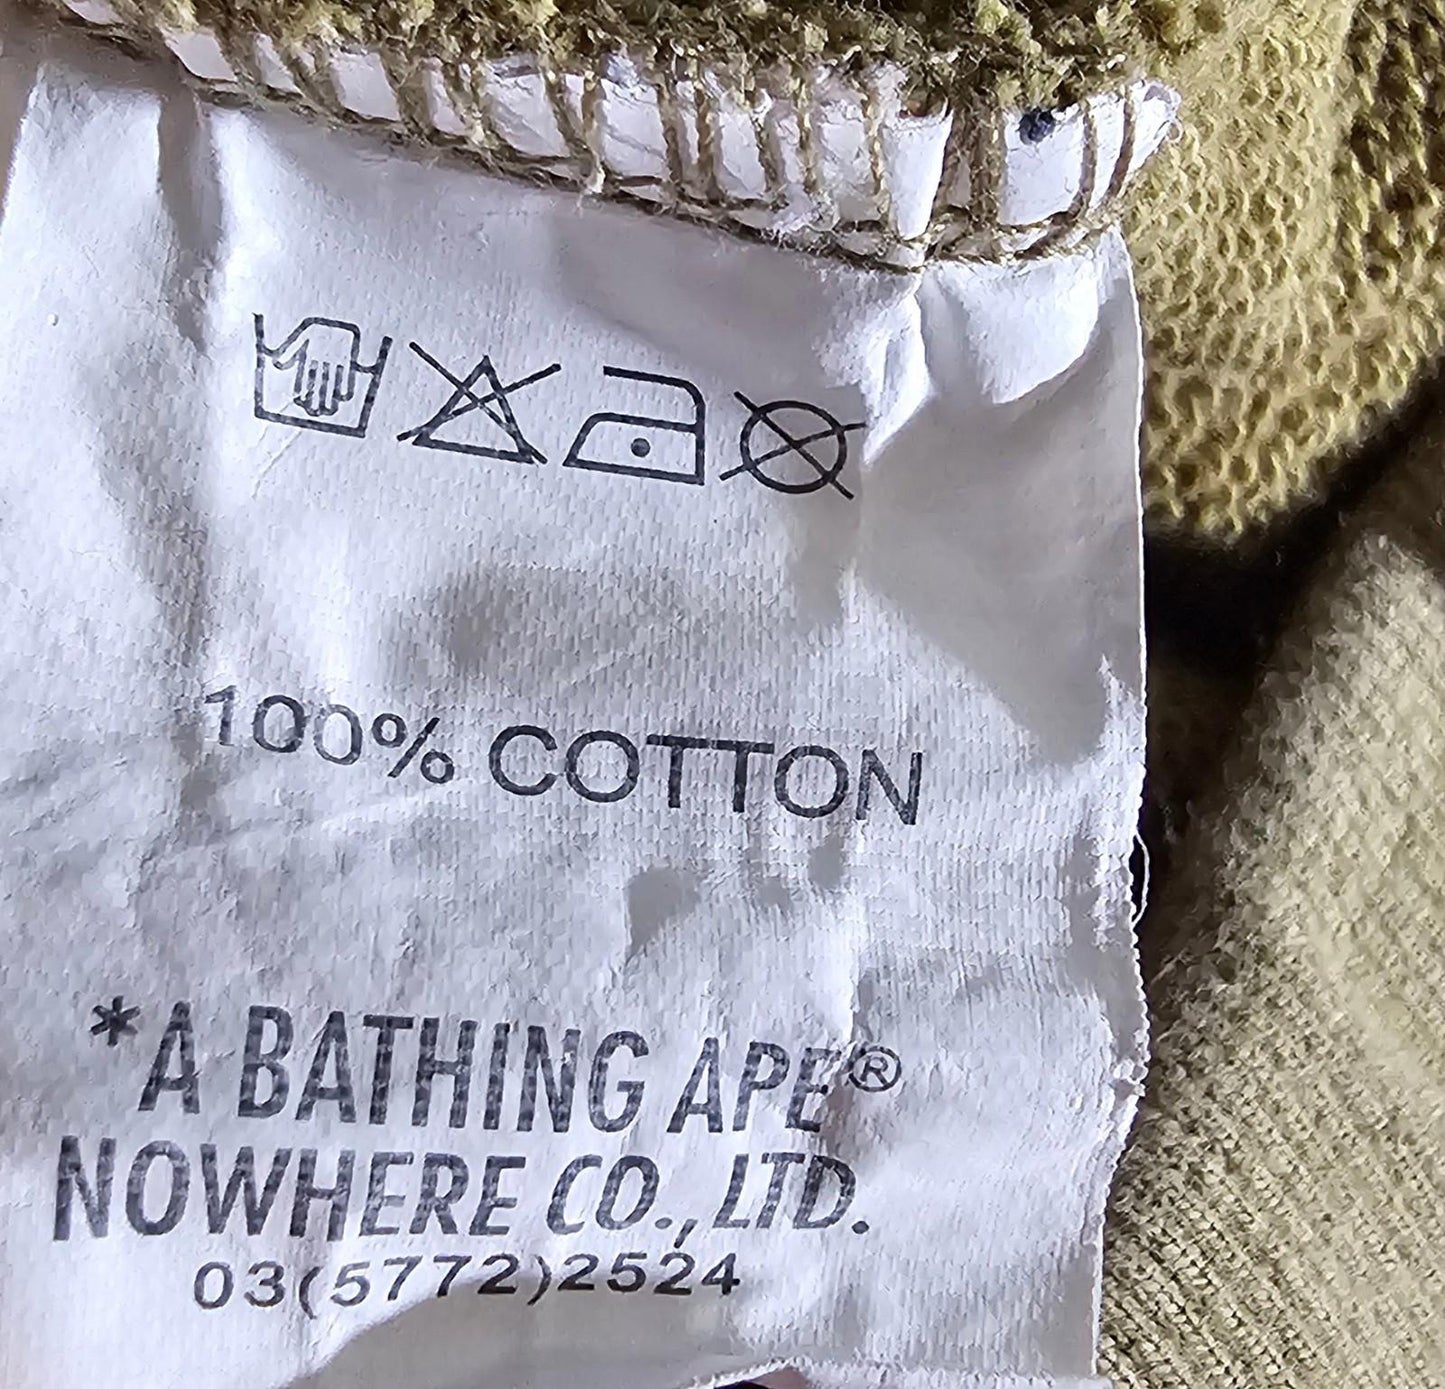 100% COTTON
*A BATHING APE®
NOWHERE CO.,LTD.
03(5772)2524